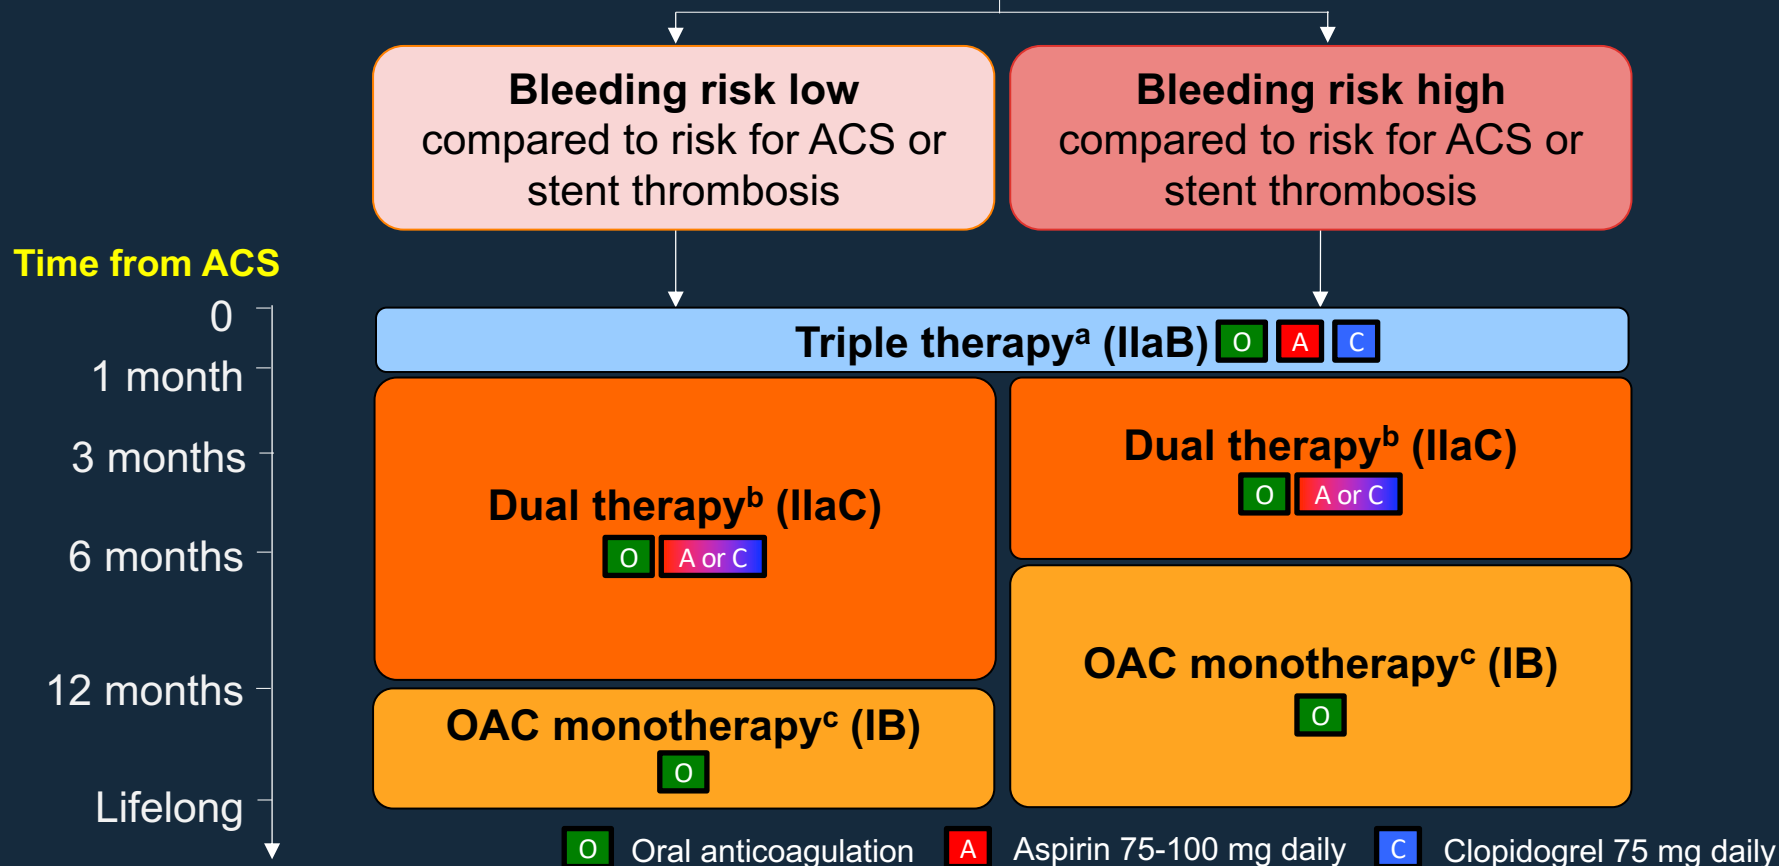 Bleeding risk low
compared to risk for ACS or
stent thrombosis
Bleeding risk high
compared to risk for ACS or
stent thrombosis
Time from ACS
0
1 month
3 months
6 months
12 months
Lifelong
Triple therapyᵃ (IIaB) O A C
Dual therapyᵇ (IIaC)
O A or C
Dual therapyᵇ (IIaC)
O A or C
OAC monotherapyᶜ (IB)
O
OAC monotherapyᶜ (IB)
O
O Oral anticoagulation A Aspirin 75-100 mg daily C Clopidogrel 75 mg daily